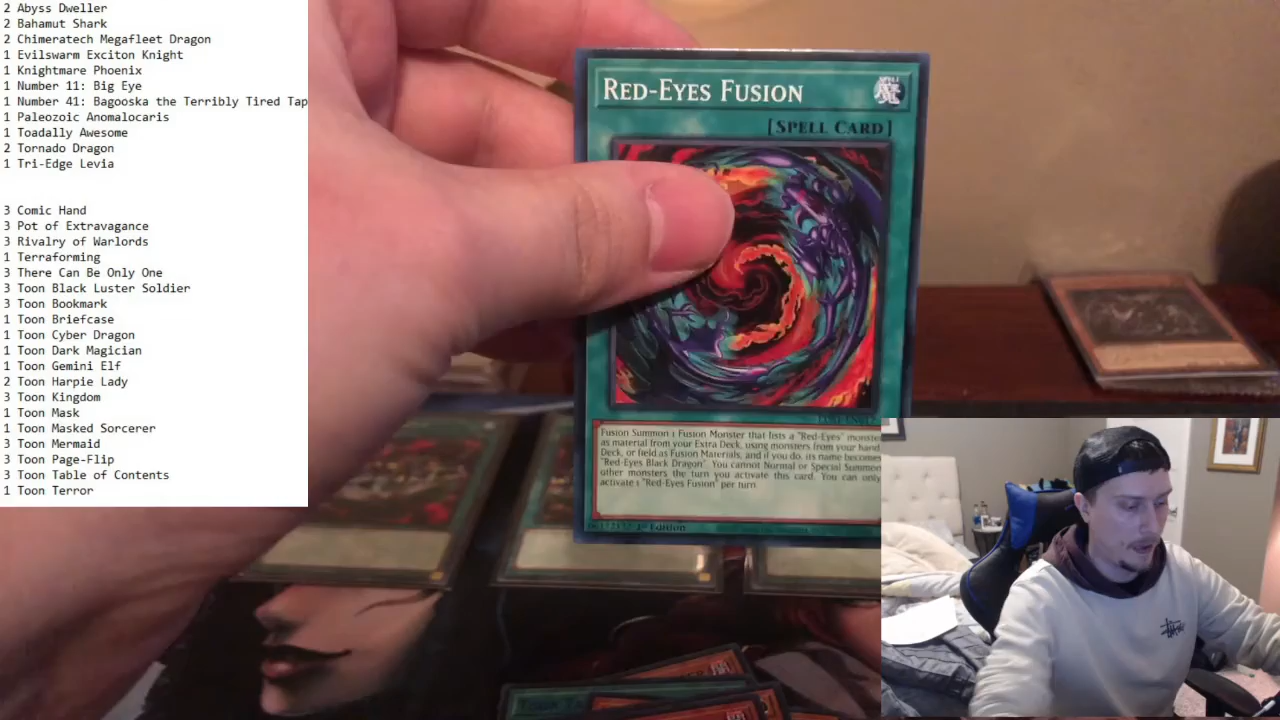 2 Abyss Dweller
2 Bahamut Shark
2 Chimeratech Megafleet Dragon
1 Evilswarm Exciton Knight
1 Knightmare Phoenix
1 Number 11: Big Eye
1 Number 41: Bagooska the Terribly Tired Tap
1 Paleozoic Anomalocaris
1 Toadally Awesome
2 Tornado Dragon
1 Tri-Edge Levia
3 Comic Hand
3 Pot of Extravagance
3 Rivalry of Warlords
1 Terraforming
3 There Can Be Only One
3 Toon Black Luster Soldier
3 Toon Bookmark
1 Toon Briefcase
1 Toon Cyber Dragon
1 Toon Dark Magician
1 Toon Gemini Elf
2 Toon Harpie Lady
3 Toon Kingdom
1 Toon Mask
1 Toon Masked Sorcerer
3 Toon Mermaid
3 Toon Page-Flip
3 Toon Table of Contents
1 Toon Terror
RED-EYES FUSION
[SPELL CARD]
Fusion Summon 1 Fusion Monster that lists a "Red-Eyes" monster
as material from your Extra Deck, using monsters from your hand,
Deck, or field as Fusion Materials, and if you do, its name becomes
"Red-Eyes Black Dragon". You cannot Normal or Special Summon
other monsters the turn you activate this card. You can only
activate 1 "Red-Eyes Fusion" per turn.
1st Edition
TOON